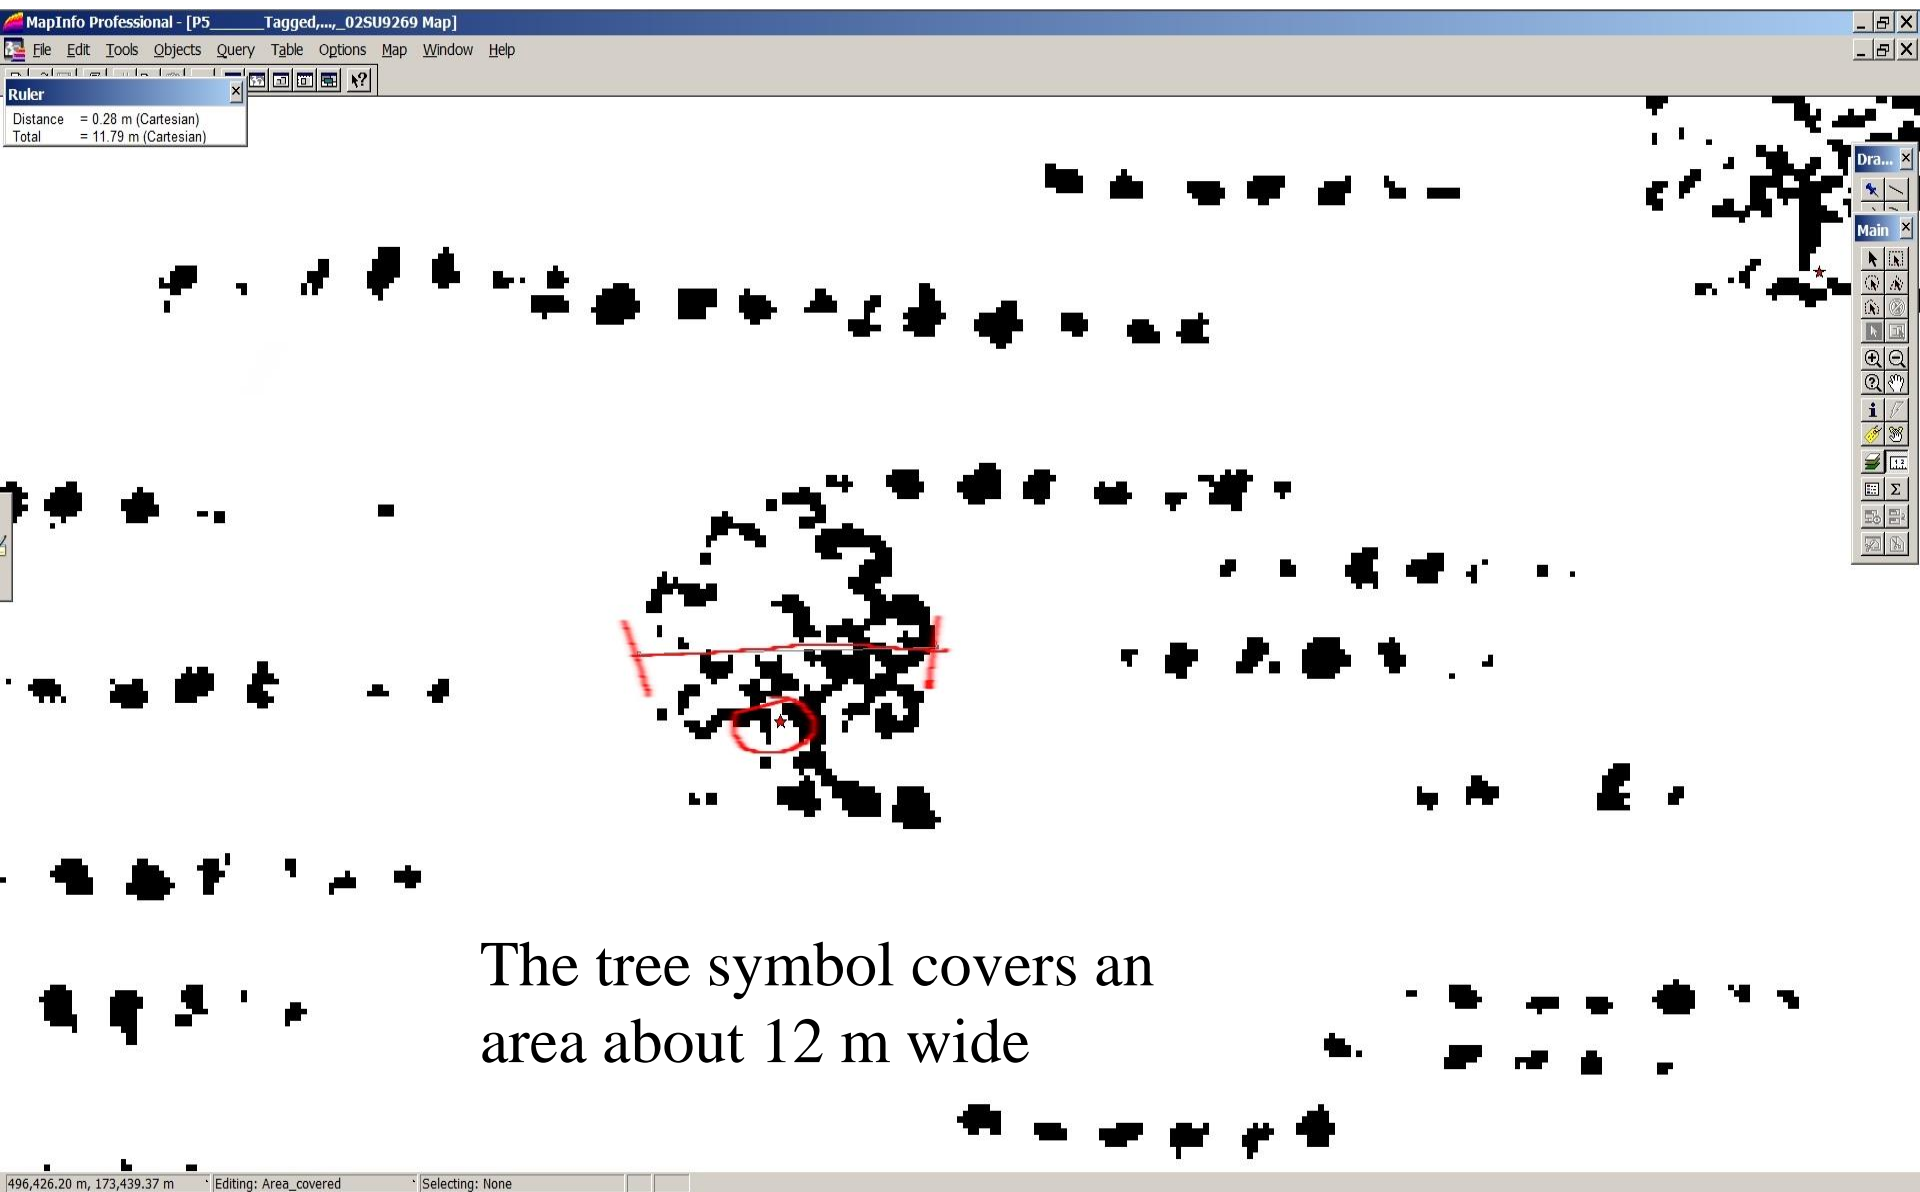 MapInfo Professional - [P5______Tagged,...,_02SU9269 Map]
File Edit Tools Objects Query Table Options Map Window Help
Ruler
Distance = 0.28 m (Cartesian)
Total = 11.79 m (Cartesian)
Dra...
Main
The tree symbol covers an
area about 12 m wide
496,426.20 m, 173,439.37 m Editing: Area_covered Selecting: None